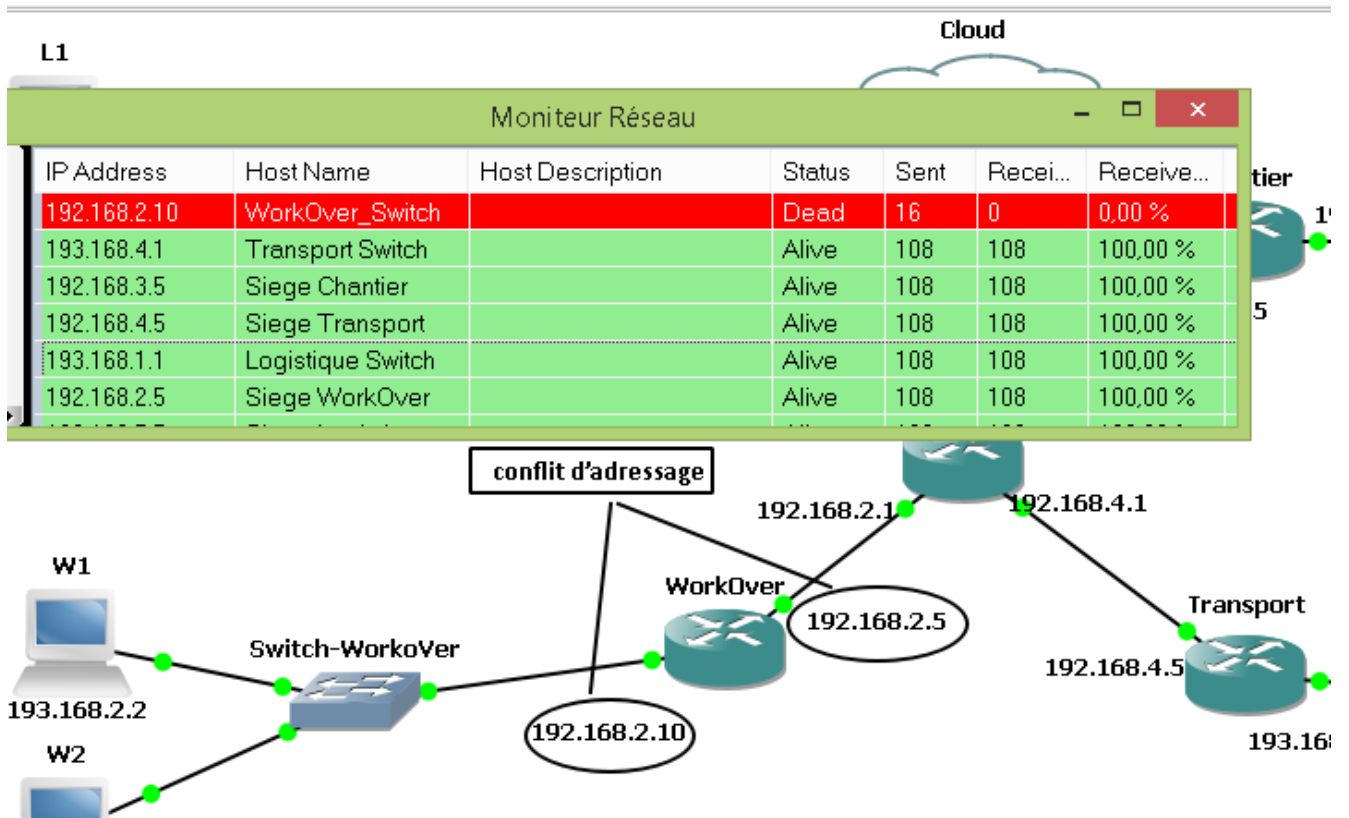 Cloud
L1
Moniteur Réseau
IP Address Host Name Host Description Status Sent Recei... Receive...
192.168.2.10 WorkOver_Switch Dead 16 0 0,00 %
193.168.4.1 Transport Switch Alive 108 108 100,00 %
192.168.3.5 Siege Chantier Alive 108 108 100,00 %
192.168.4.5 Siege Transport Alive 108 108 100,00 %
193.168.1.1 Logistique Switch Alive 108 108 100,00 %
192.168.2.5 Siege WorkOver Alive 108 108 100,00 %
tier
5
conflit d'adressage
192.168.2.1
192.168.4.1
W1
WorkOver
192.168.2.5
Transport
Switch-WorkoVer
192.168.4.5
193.168.2.2
192.168.2.10
193.16
W2